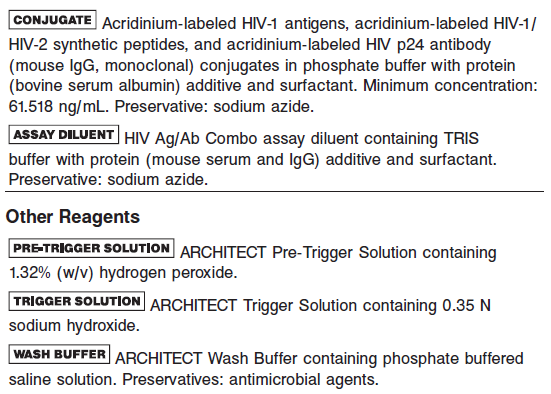 CONJUGATE Acridinium-labeled HIV-1 antigens, acridinium-labeled HIV-1/
HIV-2 synthetic peptides, and acridinium-labeled HIV p24 antibody
(mouse IgG, monoclonal) conjugates in phosphate buffer with protein
(bovine serum albumin) additive and surfactant. Minimum concentration:
61.518 ng/mL. Preservative: sodium azide.
ASSAY DILUENT HIV Ag/Ab Combo assay diluent containing TRIS
buffer with protein (mouse serum and IgG) additive and surfactant.
Preservative: sodium azide.
Other Reagents
PRE-TRIGGER SOLUTION ARCHITECT Pre-Trigger Solution containing
1.32% (w/v) hydrogen peroxide.
TRIGGER SOLUTION ARCHITECT Trigger Solution containing 0.35 N
sodium hydroxide.
WASH BUFFER ARCHITECT Wash Buffer containing phosphate buffered
saline solution. Preservatives: antimicrobial agents.